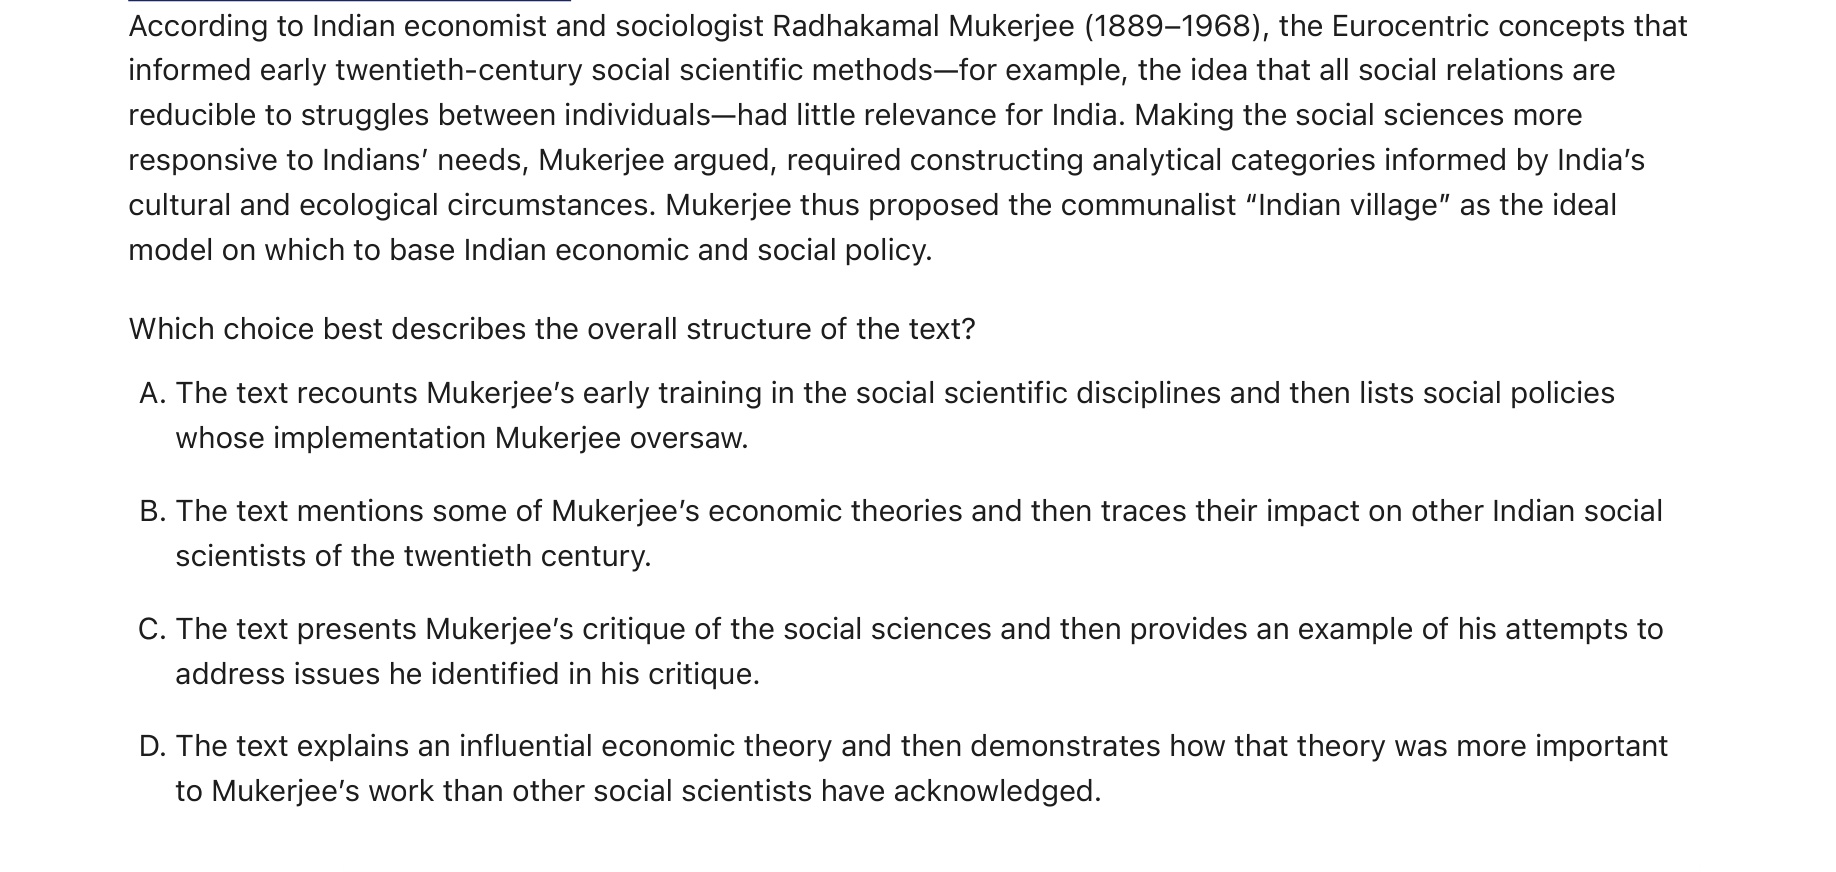 According to Indian economist and sociologist Radhakamal Mukerjee (1889–1968), the Eurocentric concepts that
informed early twentieth-century social scientific methods—for example, the idea that all social relations are
reducible to struggles between individuals—had little relevance for India. Making the social sciences more
responsive to Indians’ needs, Mukerjee argued, required constructing analytical categories informed by India’s
cultural and ecological circumstances. Mukerjee thus proposed the communalist “Indian village” as the ideal
model on which to base Indian economic and social policy.
Which choice best describes the overall structure of the text?
A. The text recounts Mukerjee’s early training in the social scientific disciplines and then lists social policies
whose implementation Mukerjee oversaw.
B. The text mentions some of Mukerjee’s economic theories and then traces their impact on other Indian social
scientists of the twentieth century.
C. The text presents Mukerjee’s critique of the social sciences and then provides an example of his attempts to
address issues he identified in his critique.
D. The text explains an influential economic theory and then demonstrates how that theory was more important
to Mukerjee’s work than other social scientists have acknowledged.